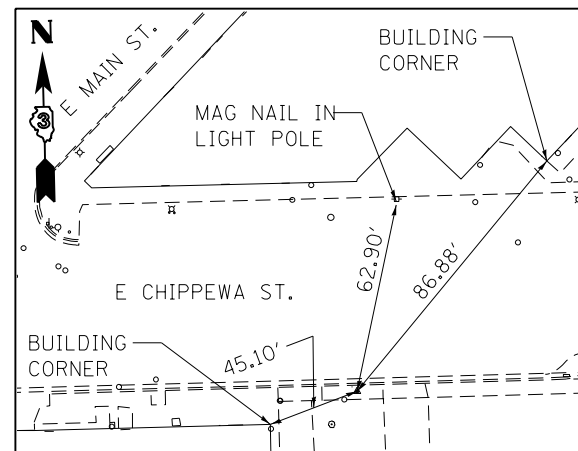 N
3
E MAIN ST.
BUILDING
CORNER
MAG NAIL IN
LIGHT POLE
62.90'
86.88'
E CHIPPEWA ST.
BUILDING
CORNER
45.10'